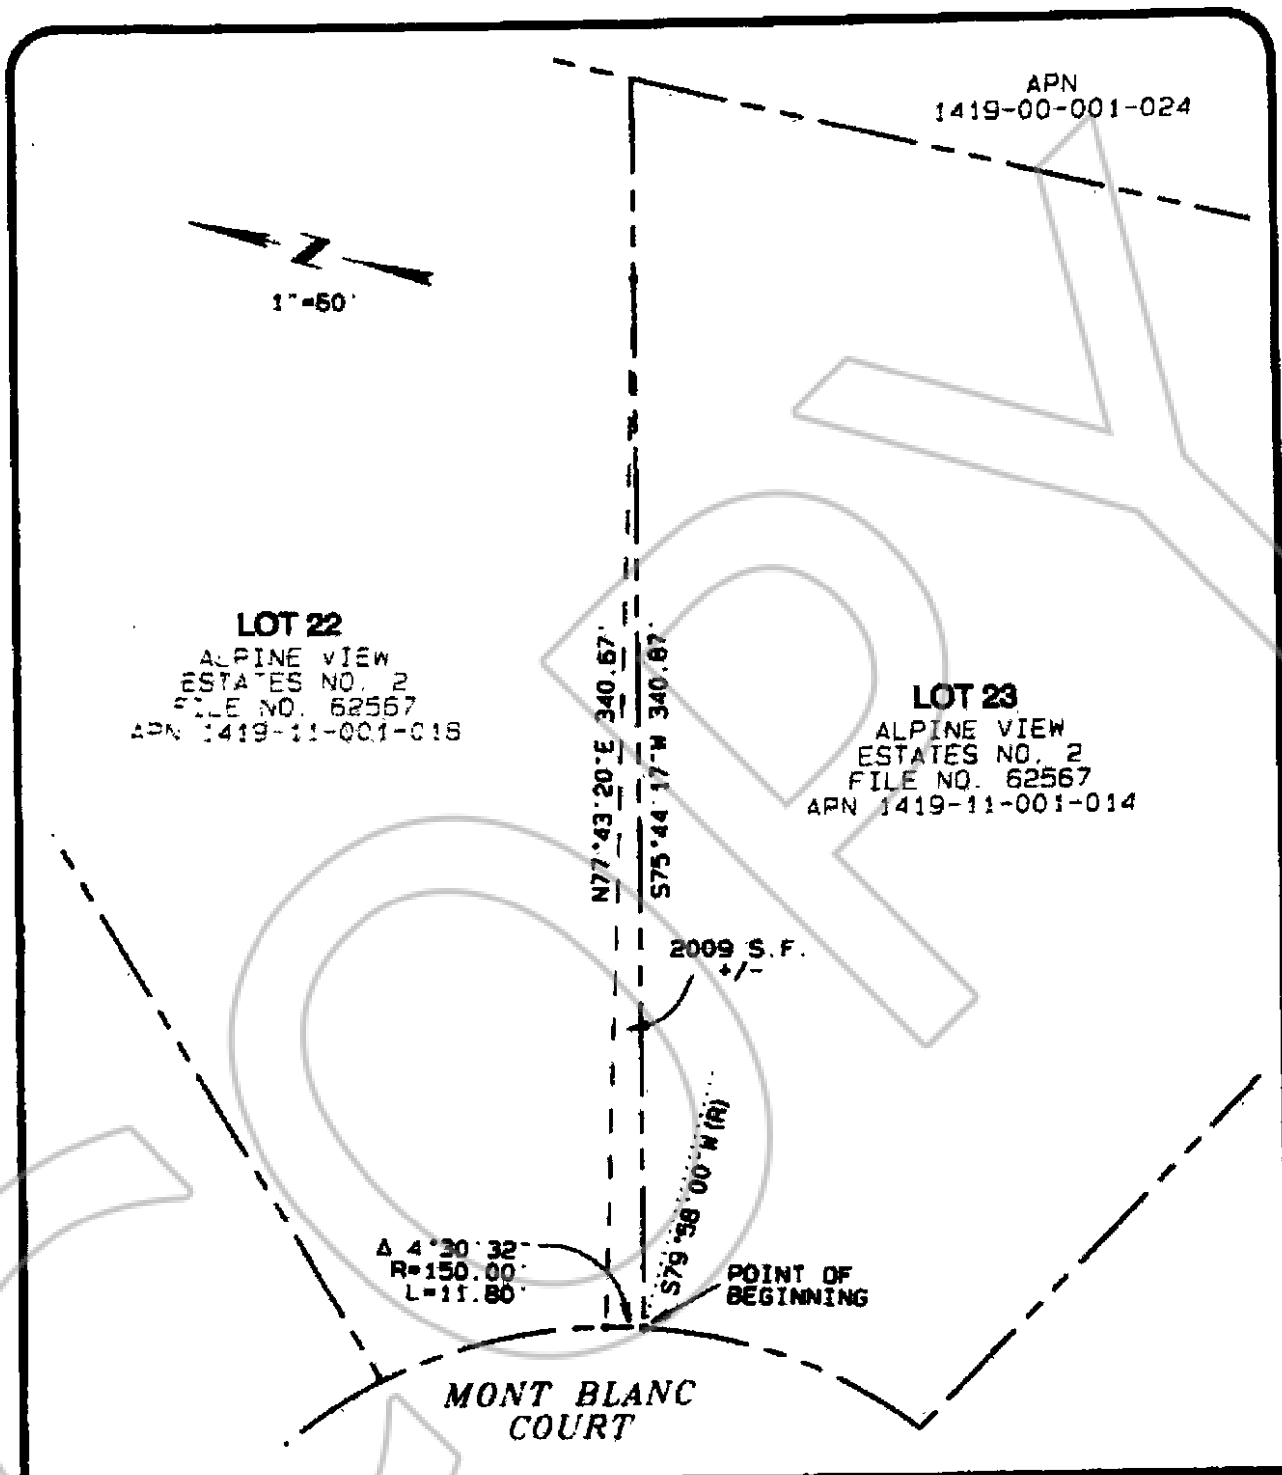 APN
1419-00-001-024
N
1"=60'
LOT 22
ALPINE VIEW
ESTATES NO. 2
FILE NO. 62567
APN 1419-11-001-018
LOT 23
ALPINE VIEW
ESTATES NO. 2
FILE NO. 62567
APN 1419-11-001-014
N77°43'20"E 340.67'
S75°44'17"W 340.87'
2009 S.F.
+/-
S79°58'00"W(R)
Δ 4°30'32"
R=150.00'
L=11.80'
POINT OF
BEGINNING
MONT BLANC
COURT
COPY